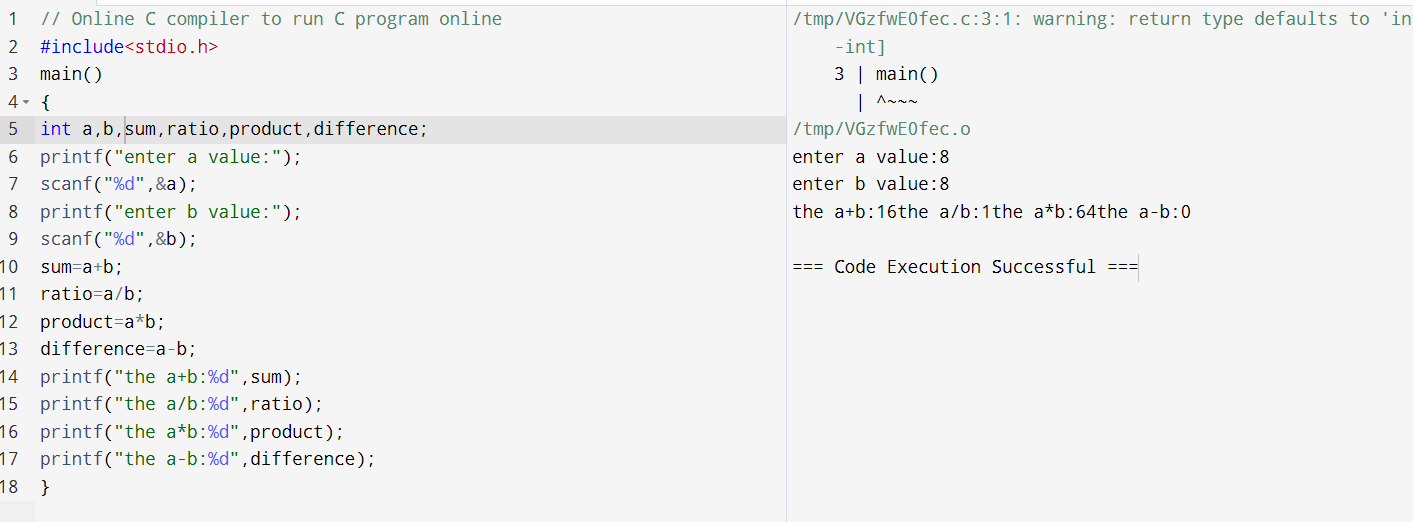 1 // Online C compiler to run C program online
2 #include<stdio.h>
3 main()
4 {
5 int a,b,sum,ratio,product,difference;
6 printf("enter a value:");
7 scanf("%d",&a);
8 printf("enter b value:");
9 scanf("%d",&b);
10 sum=a+b;
11 ratio=a/b;
12 product=a*b;
13 difference=a-b;
14 printf("the a+b:%d",sum);
15 printf("the a/b:%d",ratio);
16 printf("the a*b:%d",product);
17 printf("the a-b:%d",difference);
18 }
/tmp/VGzfwE0fec.c:3:1: warning: return type defaults to 'in
-int]
3 | main()
| ^~~~
/tmp/VGzfwE0fec.o
enter a value:8
enter b value:8
the a+b:16the a/b:1the a*b:64the a-b:0
=== Code Execution Successful ===